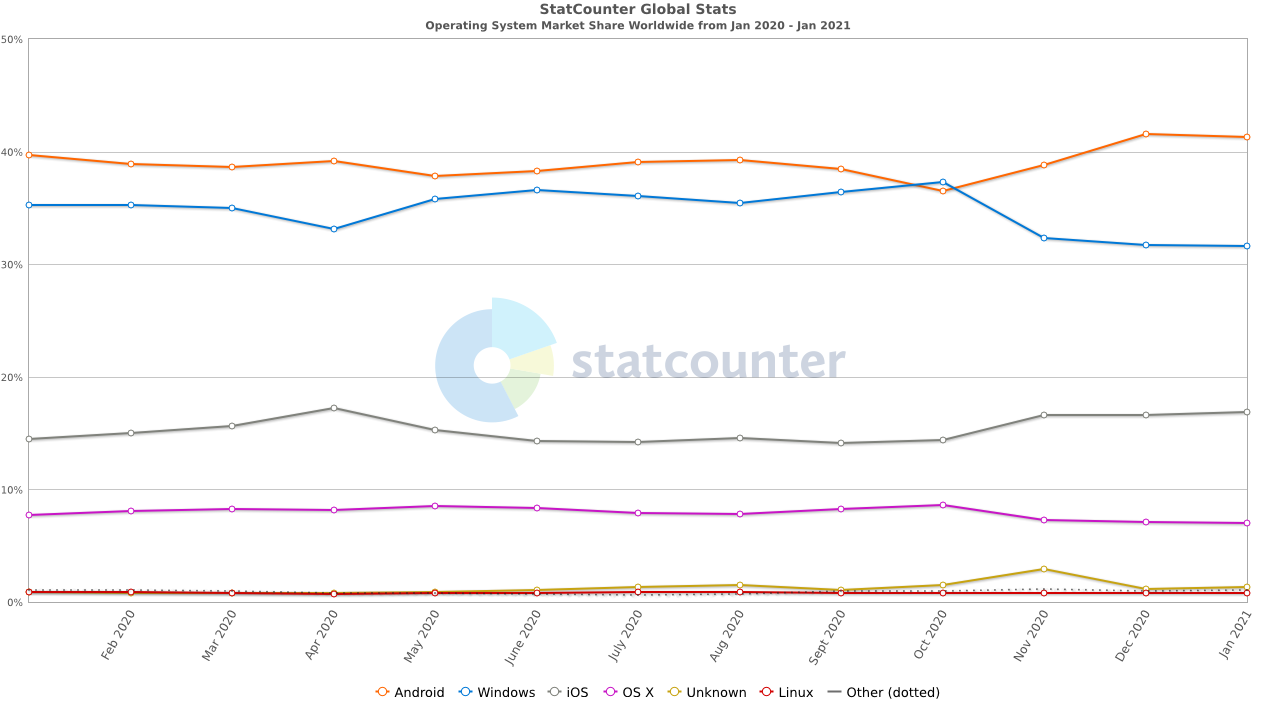 StatCounter Global Stats
Operating System Market Share Worldwide from Jan 2020 - Jan 2021
50%
40%
30%
20%
10%
0%
statcounter
Feb 2020
Mar 2020
Apr 2020
May 2020
June 2020
July 2020
Aug 2020
Sept 2020
Oct 2020
Nov 2020
Dec 2020
Jan 2021
Android Windows iOS OS X Unknown Linux Other (dotted)